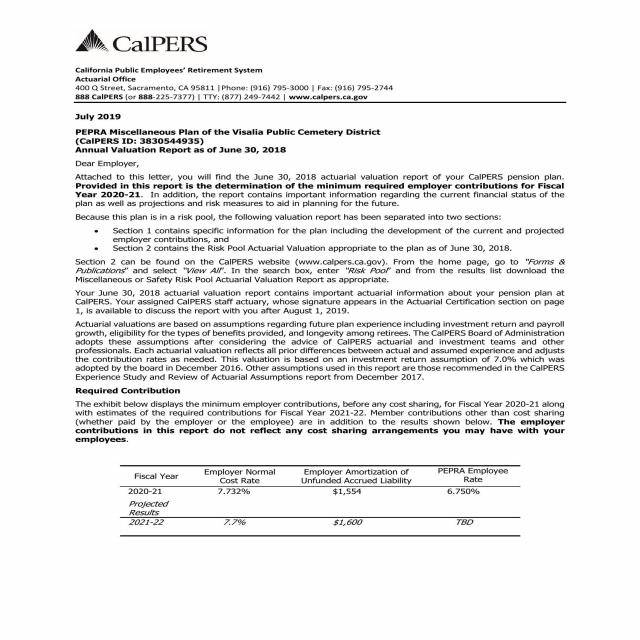 CalPERS
California Public Employees' Retirement System
Actuarial Office
400 Q Street, Sacramento, CA 95811 |Phone: (916) 795-3000 | Fax: (916) 795-2744
888 CalPERS (or 888-225-7377) | TTY: (877) 249-7442 | www.calpers.ca.gov
July 2019
PEPRA Miscellaneous Plan of the Visalia Public Cemetery District
(CalPERS ID: 3830544935)
Annual Valuation Report as of June 30, 2018
Dear Employer,
Attached to this letter, you will find the June 30, 2018 actuarial valuation report of your CalPERS pension plan.
Provided in this report is the determination of the minimum required employer contributions for Fiscal
Year 2020-21. In addition, the report contains important information regarding the current financial status of the
plan as well as projections and risk measures to aid in planning for the future.
Because this plan is in a risk pool, the following valuation report has been separated into two sections:
• Section 1 contains specific information for the plan including the development of the current and projected
employer contributions, and
• Section 2 contains the Risk Pool Actuarial Valuation appropriate to the plan as of June 30, 2018.
Section 2 can be found on the CalPERS website (www.calpers.ca.gov). From the home page, go to "Forms &
Publications" and select "View All". In the search box, enter "Risk Pool" and from the results list download the
Miscellaneous or Safety Risk Pool Actuarial Valuation Report as appropriate.
Your June 30, 2018 actuarial valuation report contains important actuarial information about your pension plan at
CalPERS. Your assigned CalPERS staff actuary, whose signature appears in the Actuarial Certification section on page
1, is available to discuss the report with you after August 1, 2019.
Actuarial valuations are based on assumptions regarding future plan experience including investment return and payroll
growth, eligibility for the types of benefits provided, and longevity among retirees. The CalPERS Board of Administration
adopts these assumptions after considering the advice of CalPERS actuarial and investment teams and other
professionals. Each actuarial valuation reflects all prior differences between actual and assumed experience and adjusts
the contribution rates as needed. This valuation is based on an investment return assumption of 7.0% which was
adopted by the board in December 2016. Other assumptions used in this report are those recommended in the CalPERS
Experience Study and Review of Actuarial Assumptions report from December 2017.
Required Contribution
The exhibit below displays the minimum employer contributions, before any cost sharing, for Fiscal Year 2020-21 along
with estimates of the required contributions for Fiscal Year 2021-22. Member contributions other than cost sharing
(whether paid by the employer or the employee) are in addition to the results shown below. The employer
contributions in this report do not reflect any cost sharing arrangements you may have with your
employees.
Fiscal Year Employer Normal Employer Amortization of PEPRA Employee
Cost Rate Unfunded Accrued Liability Rate
2020-21 7.732% $1,554 6.750%
Projected
Results
2021-22 7.7% $1,600 TBD